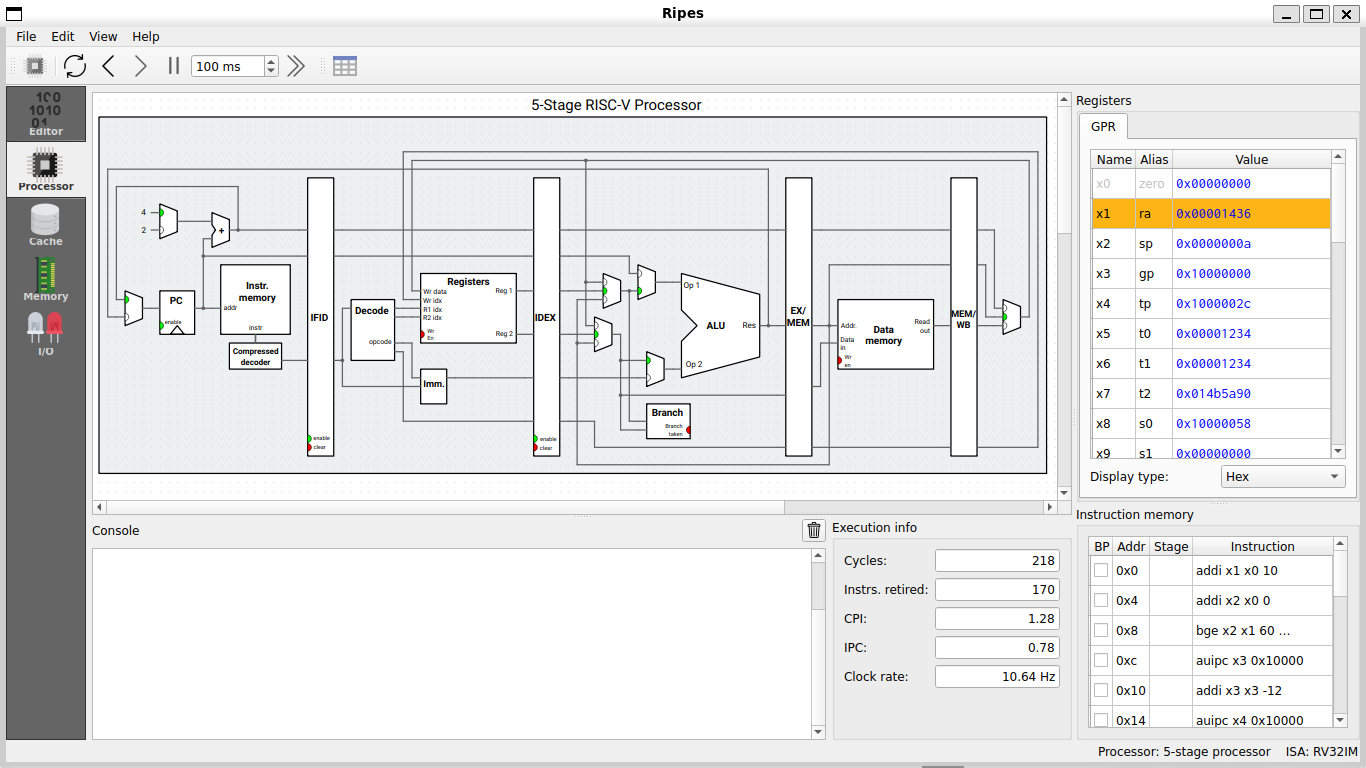 Ripes
File Edit View Help
100 ms
Editor
Processor
Cache
Memory
I/O
5-Stage RISC-V Processor
4
2
+
PC
enable
Instr.
memory
addr
instr
Compressed
decoder
IFID
enable
clear
Decode
opcode
Registers
Wr data
Wr idx
R1 idx
R2 idx
Wr
En
Reg 1
Reg 2
Imm.
IDEX
enable
clear
Op 1
ALU
Res
Op 2
Branch
Branch
taken
EX/
MEM
Addr.
Data
in
Wr
en
Data
memory
Read
out
MEM/
WB
Registers
GPR
Name Alias Value
x0 zero 0x00000000
x1 ra 0x00001436
x2 sp 0x0000000a
x3 gp 0x10000000
x4 tp 0x1000002c
x5 t0 0x00001234
x6 t1 0x00001234
x7 t2 0x014b5a90
x8 s0 0x10000058
x9 s1 0x00000000
Display type: Hex
Console
Execution info
Cycles: 218
Instrs. retired: 170
CPI: 1.28
IPC: 0.78
Clock rate: 10.64 Hz
Instruction memory
BP Addr Stage Instruction
0x0 addi x1 x0 10
0x4 addi x2 x0 0
0x8 bge x2 x1 60 ...
0xc auipc x3 0x10000
0x10 addi x3 x3 -12
0x14 auipc x4 0x10000
Processor: 5-stage processor ISA: RV32IM